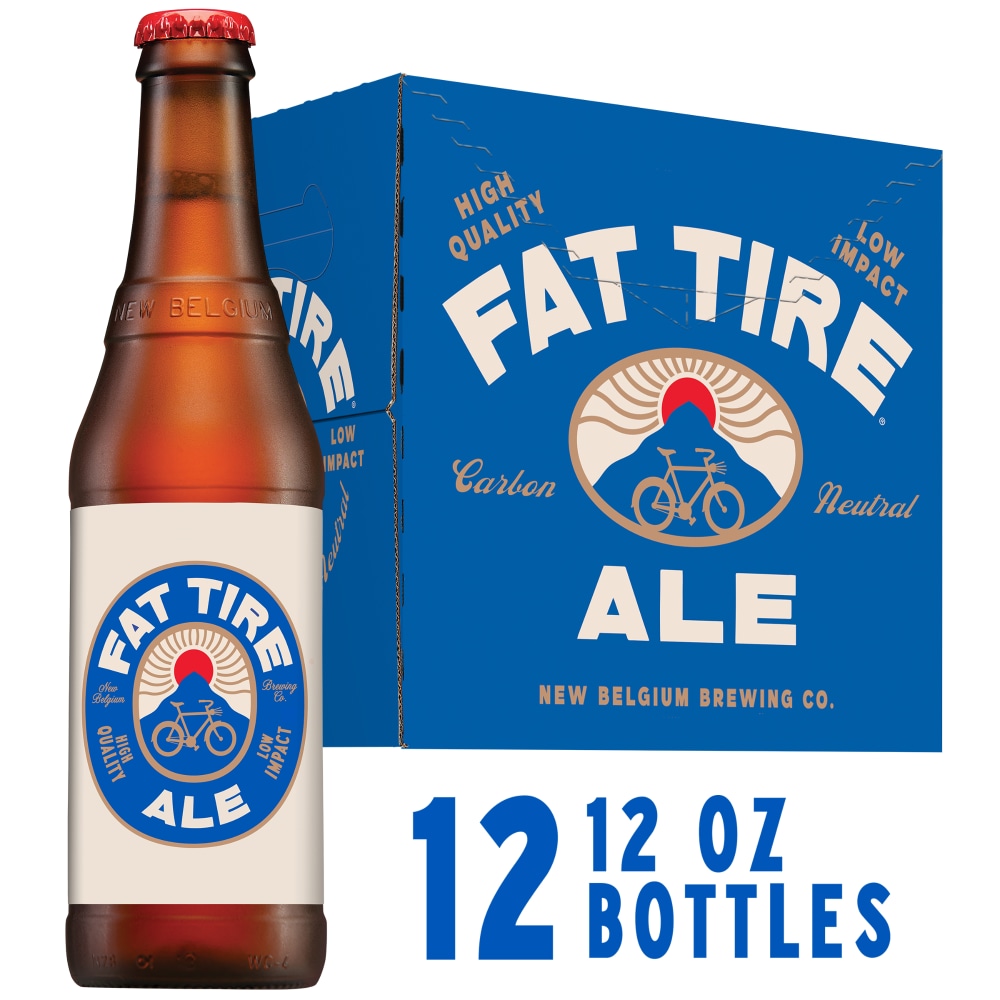 NEW BELGIUM
FAT TIRE
New
Belgium
Brewing
Co.
HIGH
QUALITY
LOW
IMPACT
ALE
TIRE
®
LOW
IMPACT
Neutral
HIGH
QUALITY
LOW
IMPACT
FAT TIRE
®
Carbon
Neutral
ALE
NEW BELGIUM BREWING CO.
12
12 OZ
BOTTLES